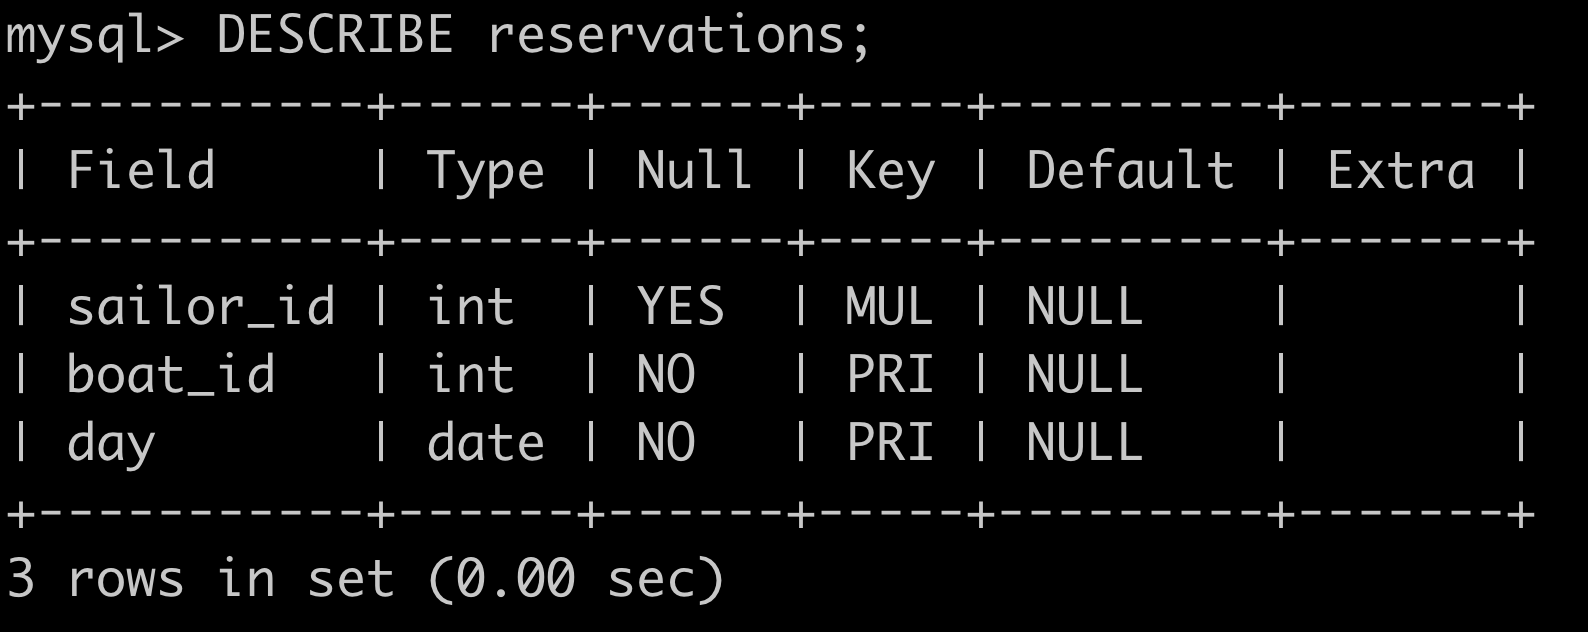 mysql> DESCRIBE reservations;
+-----------+------+------+-----+---------+-------+
| Field     | Type | Null | Key | Default | Extra |
+-----------+------+------+-----+---------+-------+
| sailor_id | int  | YES  | MUL | NULL    |       |
| boat_id   | int  | NO   | PRI | NULL    |       |
| day       | date | NO   | PRI | NULL    |       |
+-----------+------+------+-----+---------+-------+
3 rows in set (0.00 sec)